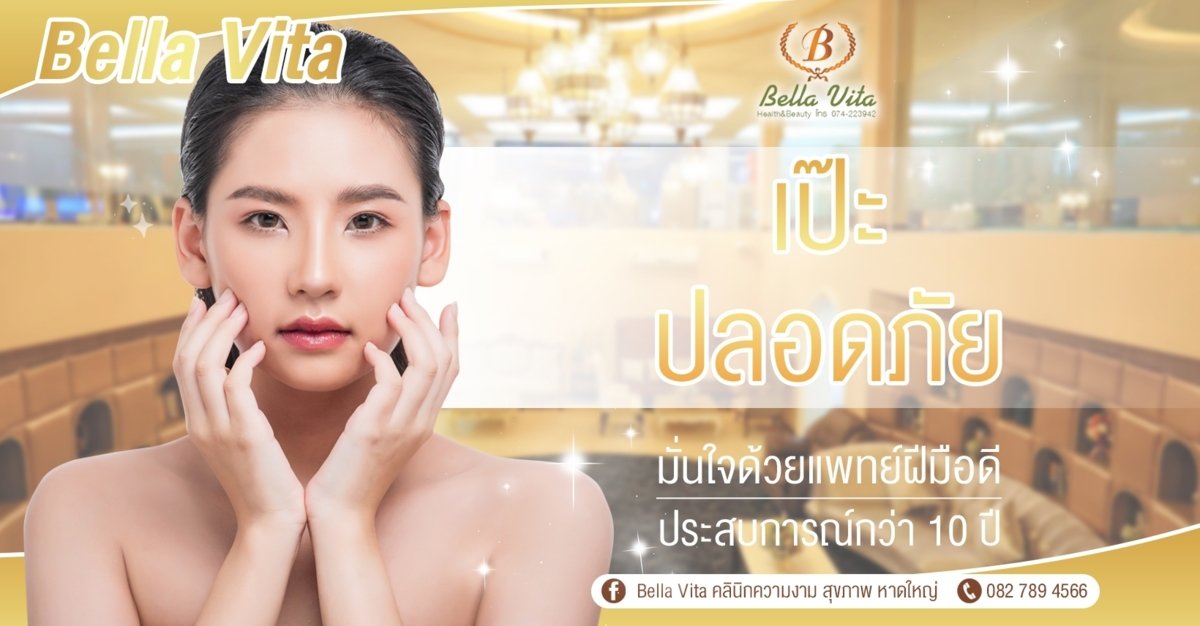 Bella Vita
B
Bella Vita
Health&Beauty โทร 074-223942
เป๊ะ
ปลอดภัย
มั่นใจด้วยแพทย์ฝีมือดี
ประสบการณ์กว่า 10 ปี
Bella Vita คลินิกความงาม สุขภาพ หาดใหญ่ 082 789 4566